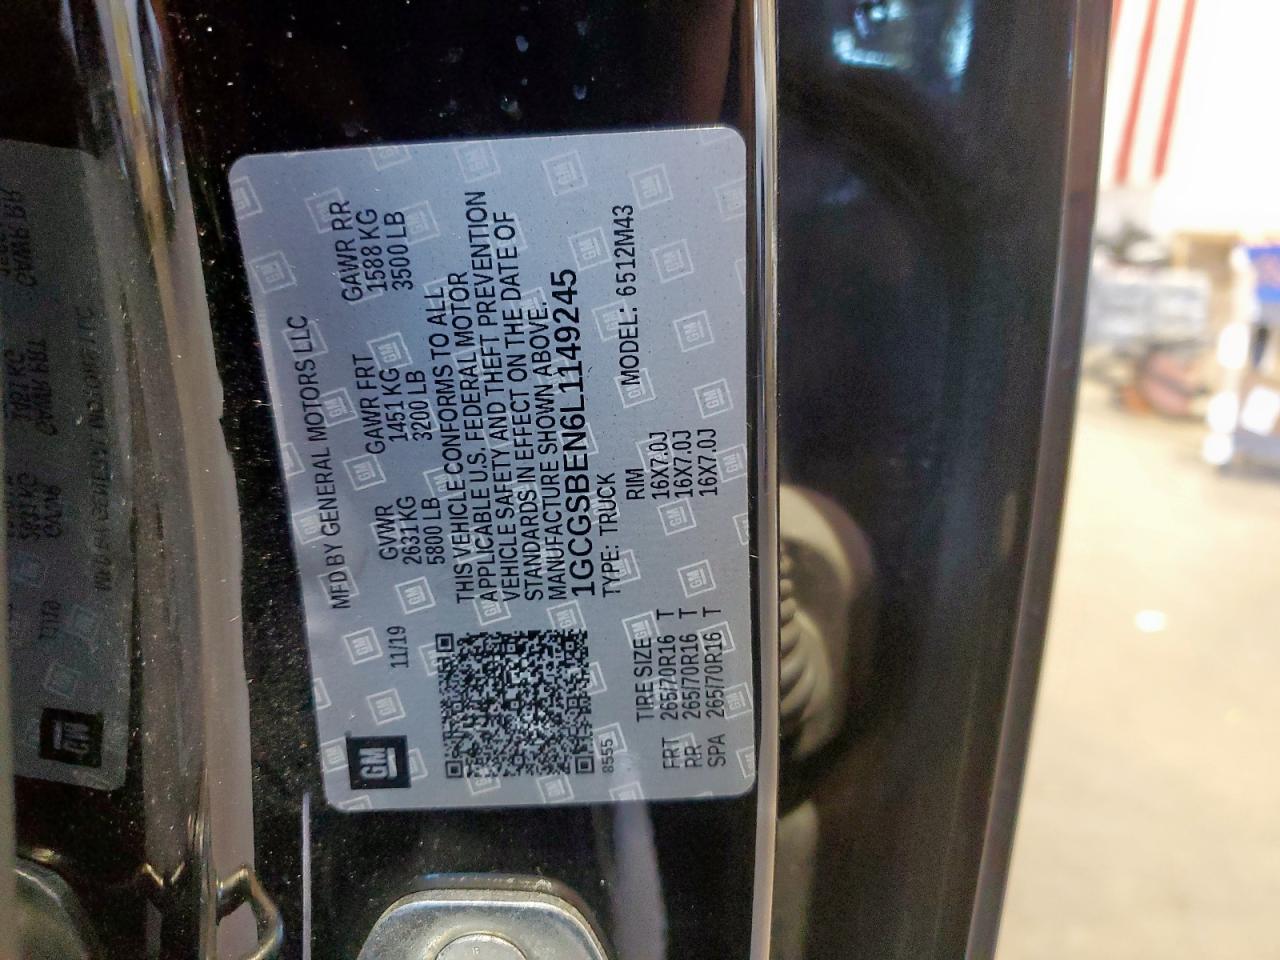 GM
MFD BY GENERAL MOTORS LLC
11/19
GVWR GAWR FRT GAWR RR
2631 KG 1451 KG 1588 KG
5800 LB 3200 LB 3500 LB
THIS VEHICLE CONFORMS TO ALL
APPLICABLE U.S. FEDERAL MOTOR
VEHICLE SAFETY AND THEFT PREVENTION
STANDARDS IN EFFECT ON THE DATE OF
MANUFACTURE SHOWN ABOVE.
1GCGSBEN6L1149245
8555 TYPE: TRUCK MODEL: 6512M43
TIRE SIZE RIM
FRT 265/70R16 T 16X7.0J
RR 265/70R16 T 16X7.0J
SPA 265/70R16 T 16X7.0J